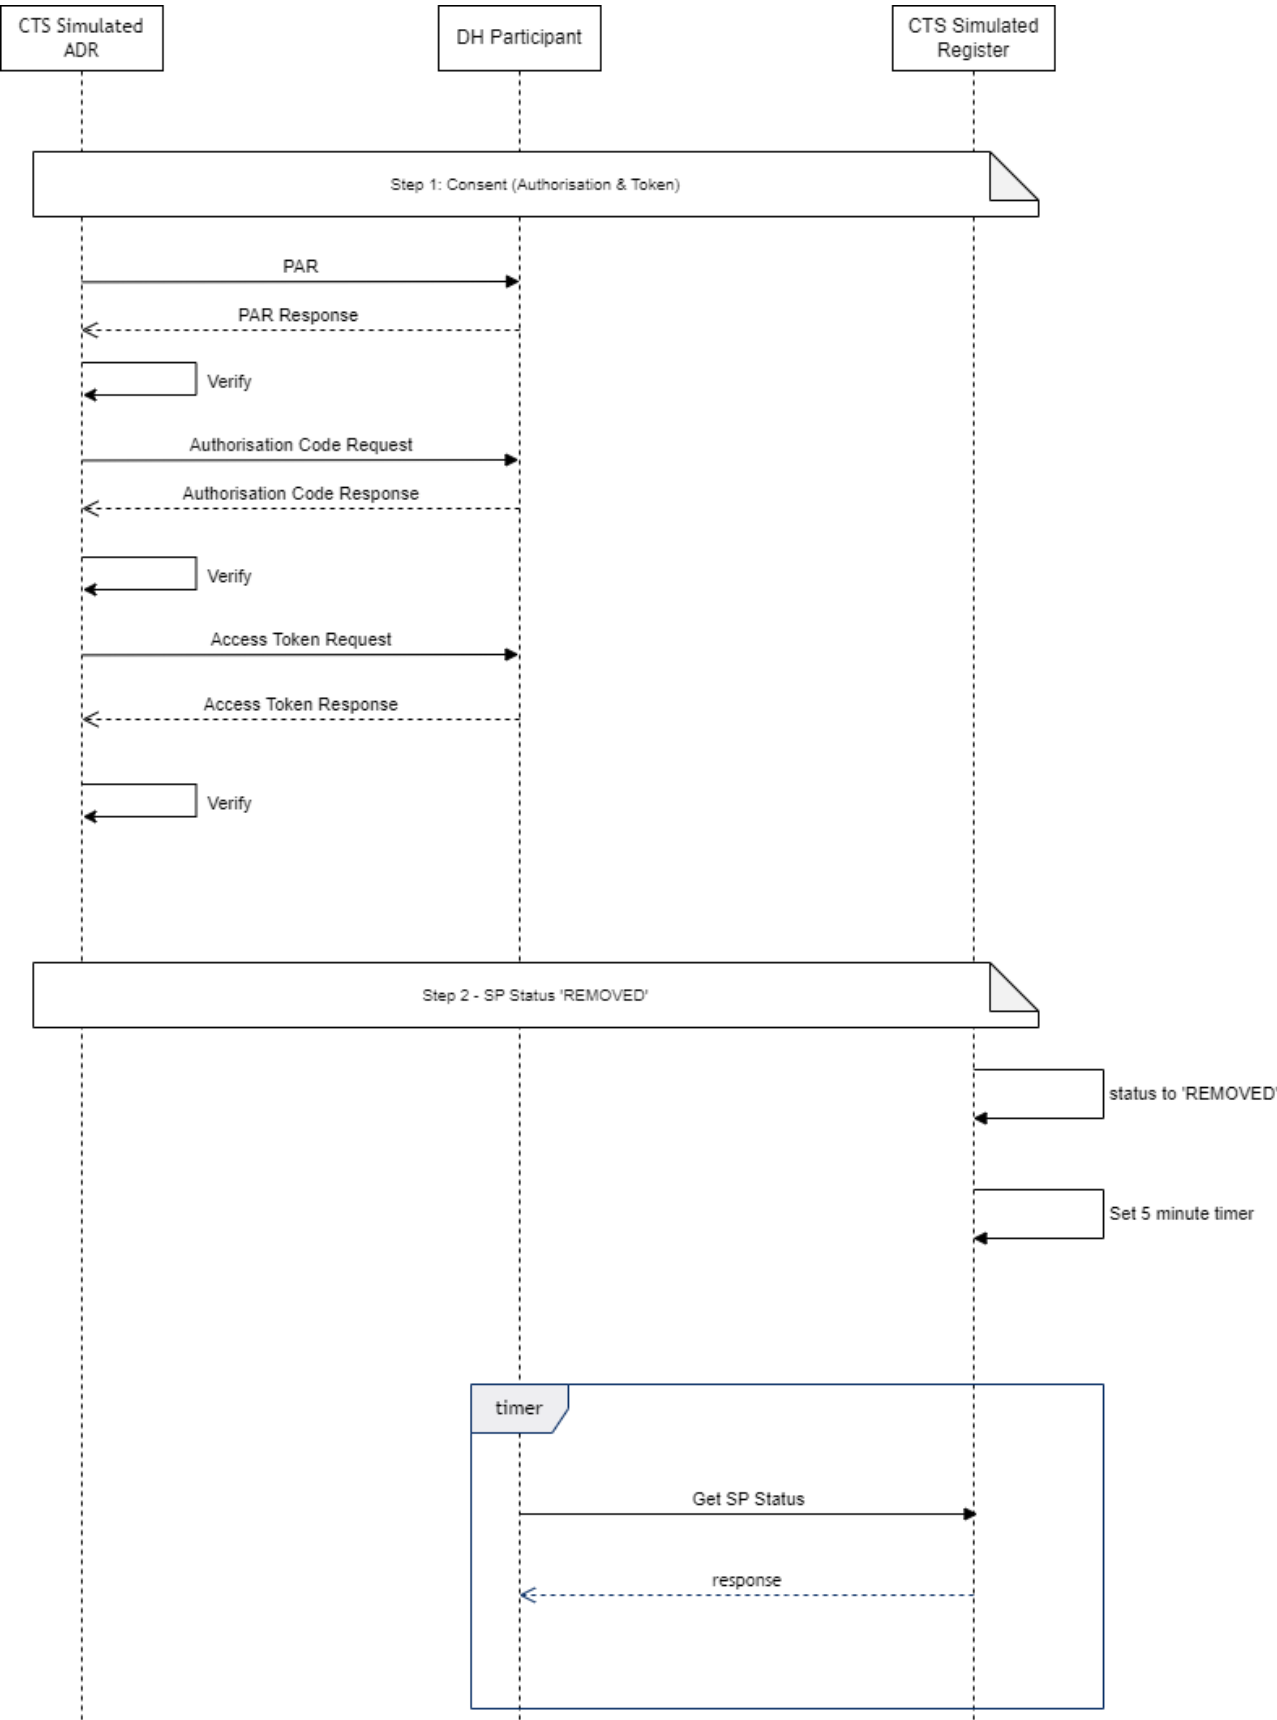 CTS Simulated
ADR
DH Participant
CTS Simulated
Register
Step 1: Consent (Authorisation & Token)
PAR
PAR Response
Verify
Authorisation Code Request
Authorisation Code Response
Verify
Access Token Request
Access Token Response
Verify
Step 2 - SP Status 'REMOVED'
status to 'REMOVED'
Set 5 minute timer
timer
Get SP Status
response